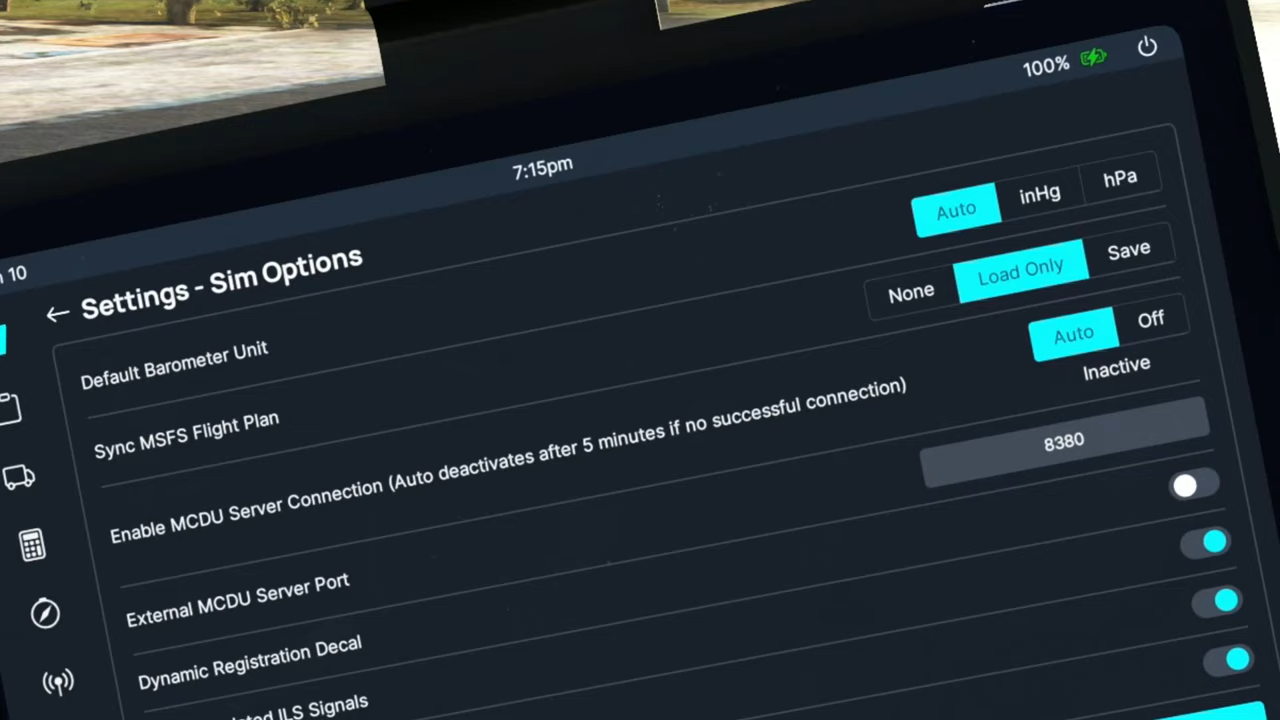 100%
7:15pm
10
Settings - Sim Options
Default Barometer Unit
Auto inHg hPa
Sync MSFS Flight Plan
None Load Only Save
Enable MCDU Server Connection (Auto deactivates after 5 minutes if no successful connection)
Auto Off
Inactive
External MCDU Server Port
8380
Dynamic Registration Decal
ILS Signals